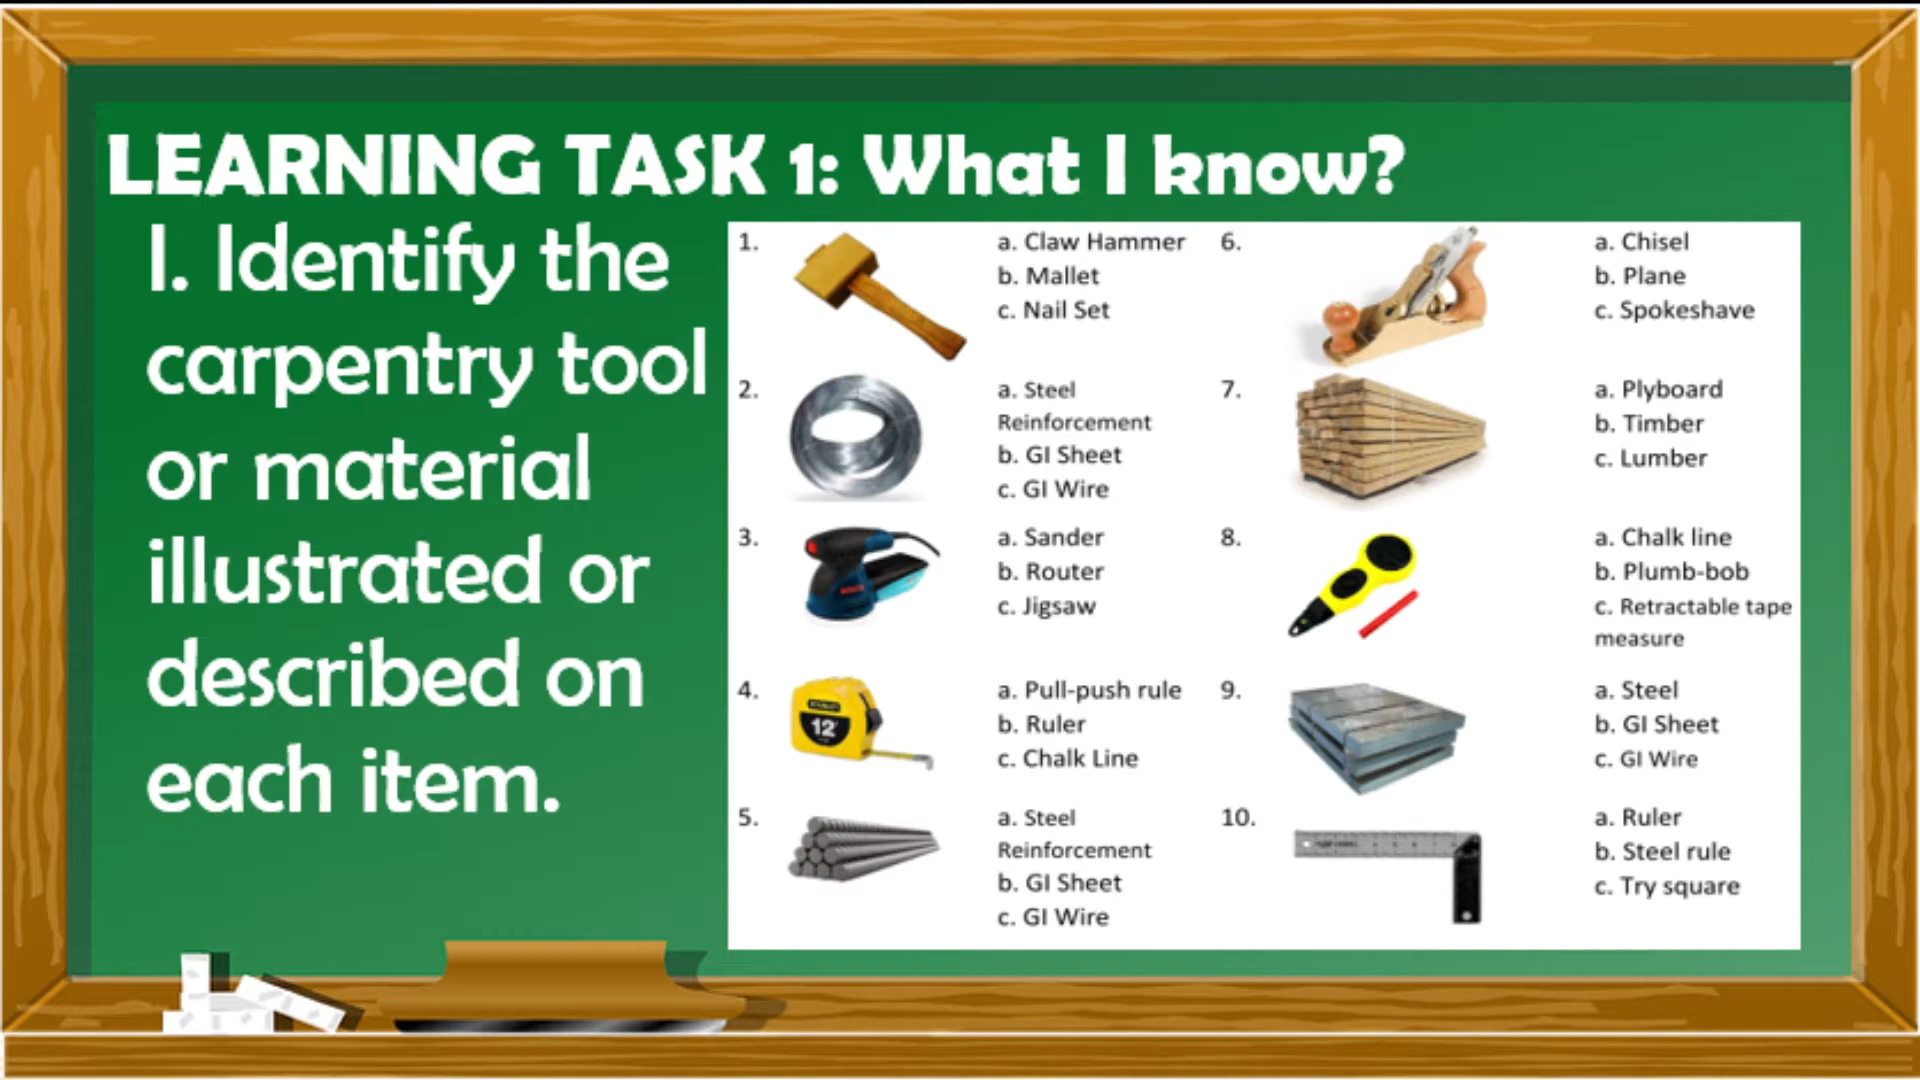 LEARNING TASK 1: What I know?
I. Identify the
carpentry tool
or material
illustrated or
described on
each item.
1.
a. Claw Hammer
b. Mallet
c. Nail Set
2.
a. Steel
Reinforcement
b. GI Sheet
c. GI Wire
3.
a. Sander
b. Router
c. Jigsaw
4.
STANLEY
12'
a. Pull-push rule
b. Ruler
c. Chalk Line
5.
a. Steel
Reinforcement
b. GI Sheet
c. GI Wire
6.
a. Chisel
b. Plane
c. Spokeshave
7.
a. Plyboard
b. Timber
c. Lumber
8.
a. Chalk line
b. Plumb-bob
c. Retractable tape
measure
9.
a. Steel
b. GI Sheet
c. GI Wire
10.
a. Ruler
b. Steel rule
c. Try square